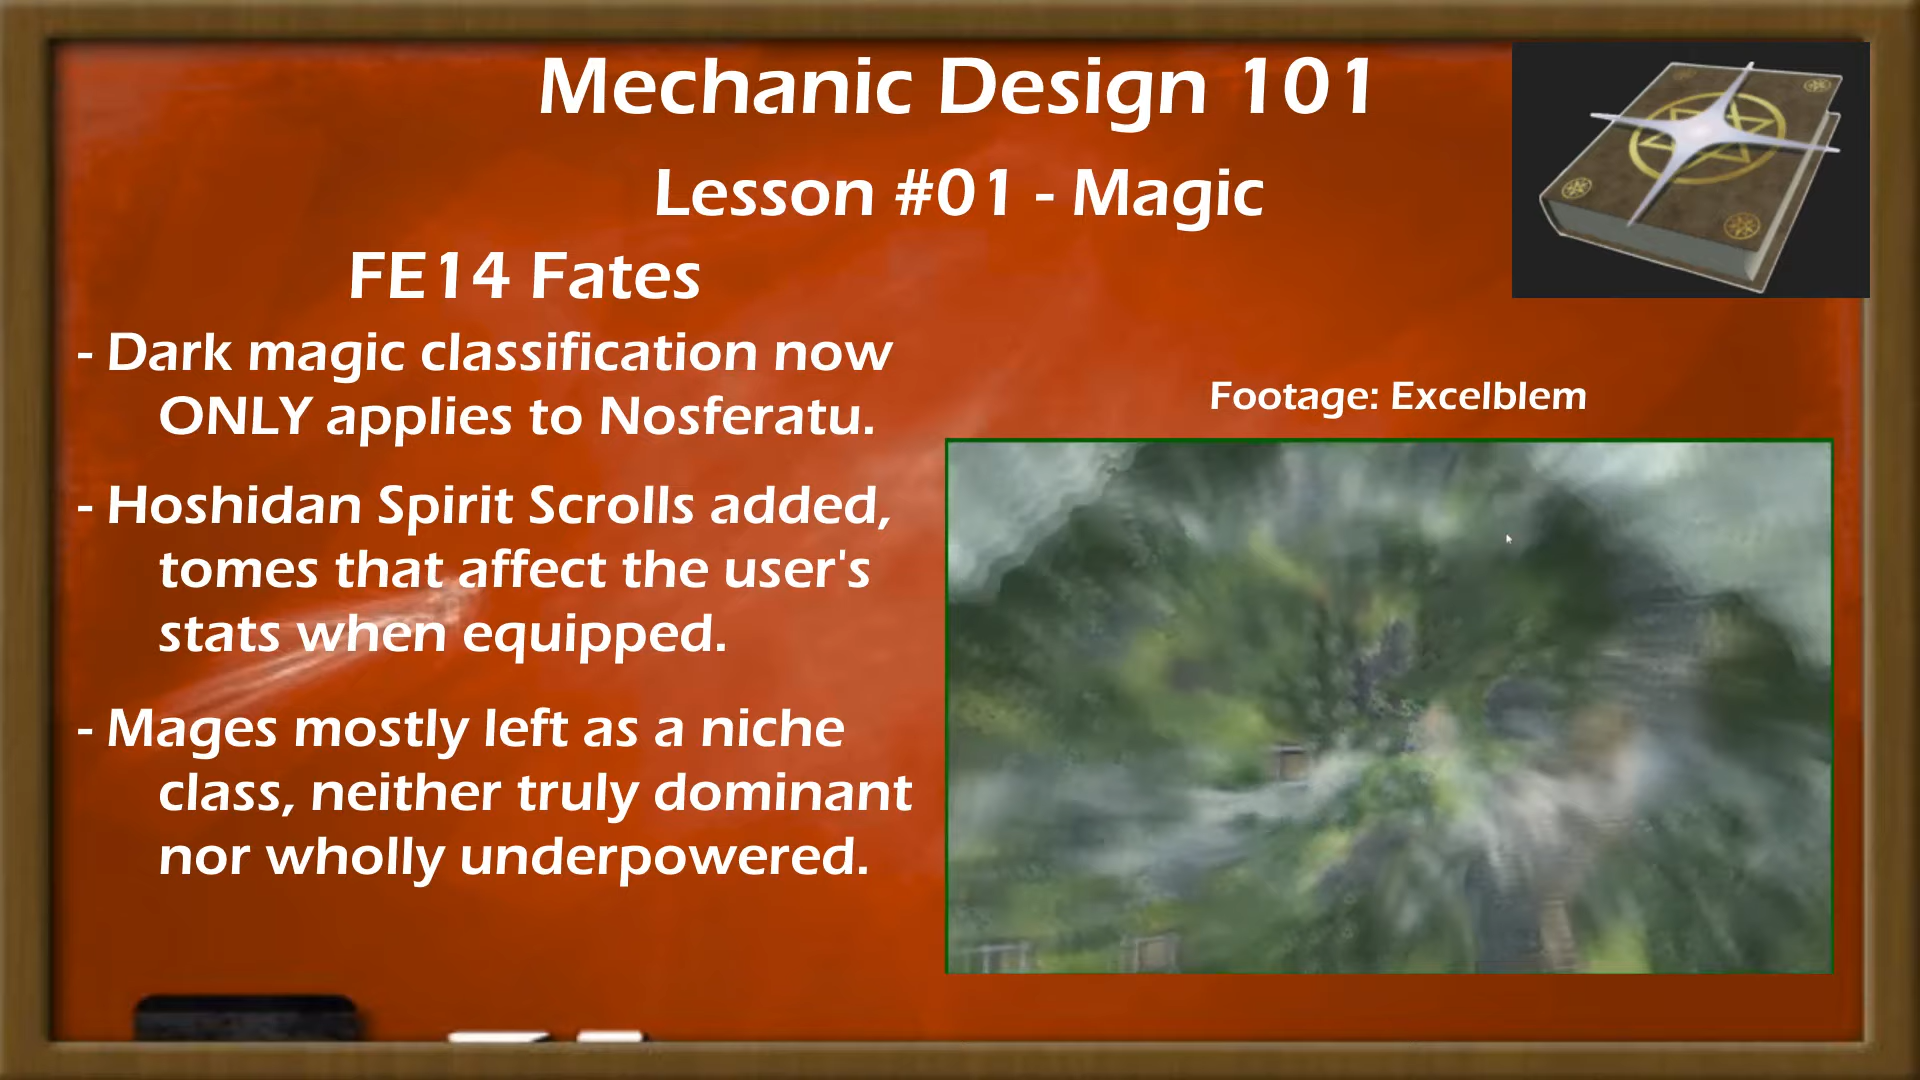 Mechanic Design 101
Lesson #01 - Magic
FE14 Fates
- Dark magic classification now
ONLY applies to Nosferatu.
- Hoshidan Spirit Scrolls added,
tomes that affect the user's
stats when equipped.
- Mages mostly left as a niche
class, neither truly dominant
nor wholly underpowered.
Footage: Excelblem